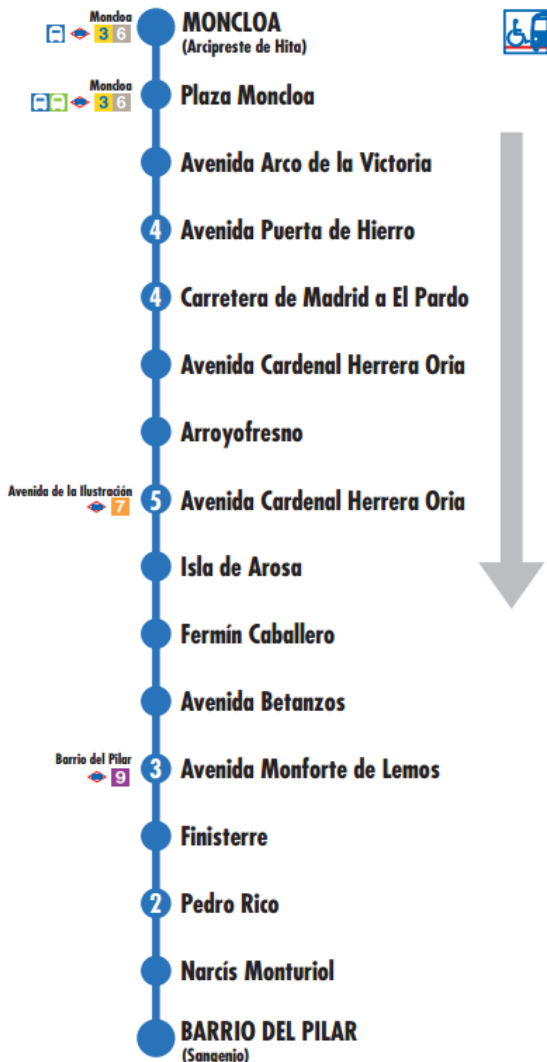 Moncloa
3 6
MONCLOA
(Arcipreste de Hita)
Moncloa
3 6
Plaza Moncloa
Avenida Arco de la Victoria
4 Avenida Puerta de Hierro
4 Carretera de Madrid a El Pardo
Avenida Cardenal Herrera Oria
Arroyofresno
Avenida de la Ilustración
7
5 Avenida Cardenal Herrera Oria
Isla de Arosa
Fermín Caballero
Avenida Betanzos
Barrio del Pilar
9
3 Avenida Monforte de Lemos
Finisterre
2 Pedro Rico
Narcís Monturiol
BARRIO DEL PILAR
(Sangenjo)